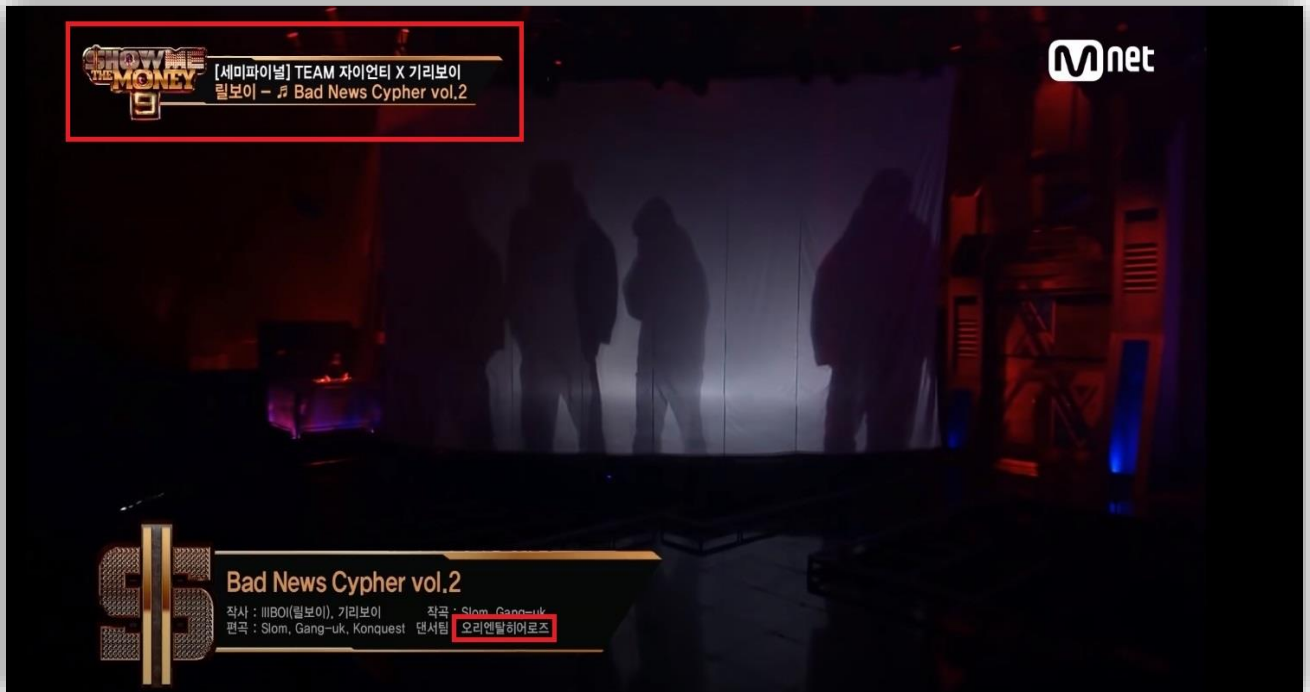 SHOW ME
THE MONEY
9
[세미파이널] TEAM 자이언티 X 기리보이
릴보이 - ♬ Bad News Cypher vol.2
Mnet
Bad News Cypher vol.2
작사 : lIlBOI(릴보이), 기리보이 작곡 : Slom, Gang-uk
편곡 : Slom, Gang-uk, Konquest 댄서팀 오리엔탈히어로즈